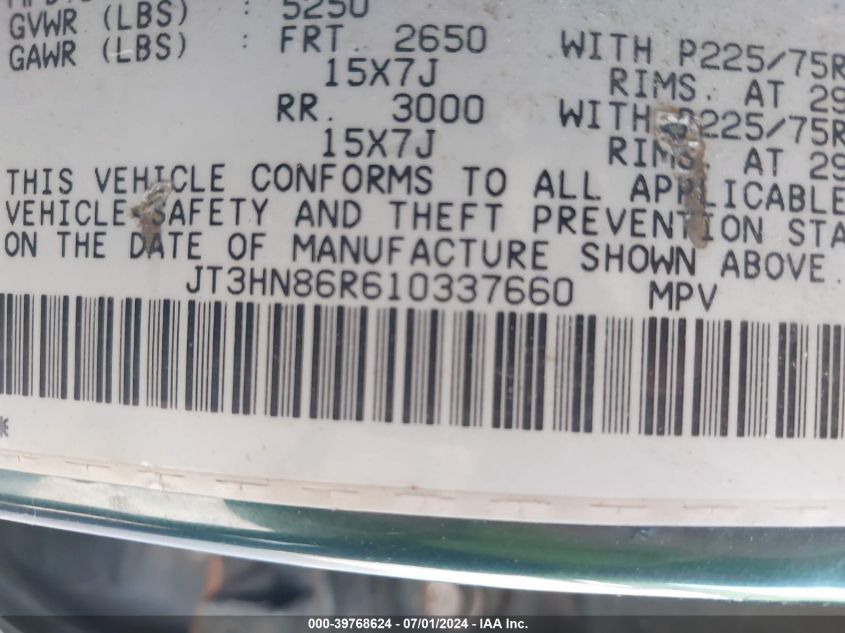 GVWR (LBS) : 5250
GAWR (LBS) : FRT. 2650 WITH P225/75R
15X7J RIMS. AT 29
RR. 3000 WITH P225/75R
15X7J RIMS. AT 29
THIS VEHICLE CONFORMS TO ALL APPLICABLE
VEHICLE SAFETY AND THEFT PREVENTION STA
ON THE DATE OF MANUFACTURE SHOWN ABOVE.
JT3HN86R610337660 MPV
000-39768624 | 07/01/2024 - IAA, Inc.